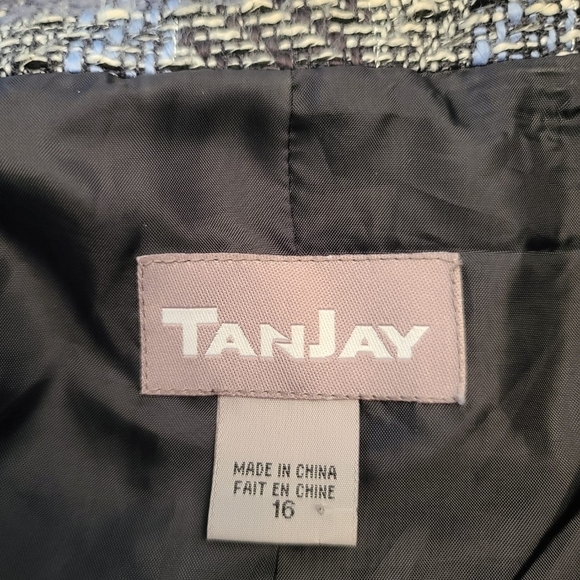 TANJAY
MADE IN CHINA
FAIT EN CHINE
16